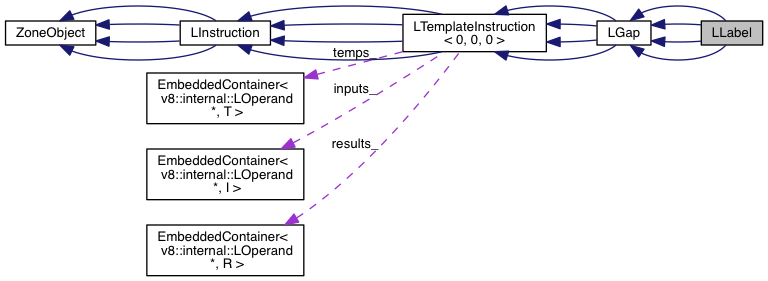 ZoneObject
LInstruction
LTemplateInstruction
< 0, 0, 0 >
LGap
LLabel
temps_
EmbeddedContainer<
v8::internal::LOperand
*, T >
inputs_
EmbeddedContainer<
v8::internal::LOperand
*, I >
results_
EmbeddedContainer<
v8::internal::LOperand
*, R >